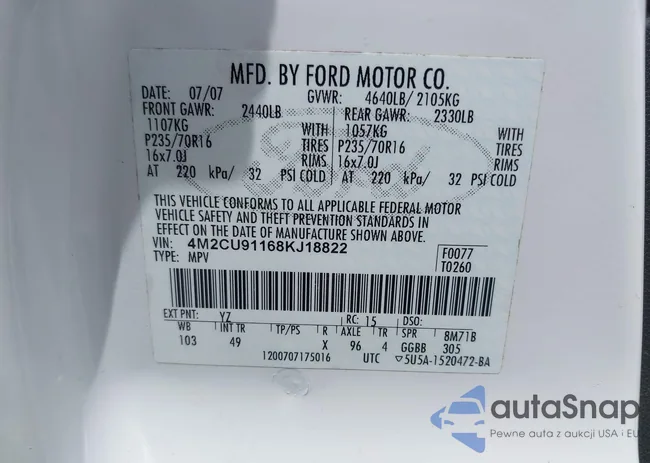 MFD. BY FORD MOTOR CO.
DATE: 07/07 GVWR: 4640LB/ 2105KG
FRONT GAWR: 2440LB REAR GAWR: 2330LB
1107KG WITH 1057KG WITH
P235/70R16 TIRES P235/70R16 TIRES
16x7.0J RIMS 16x7.0J RIMS
AT 220 kPa/ 32 PSI COLD AT 220 kPa/ 32 PSI COLD
THIS VEHICLE CONFORMS TO ALL APPLICABLE FEDERAL MOTOR
VEHICLE SAFETY AND THEFT PREVENTION STANDARDS IN
EFFECT ON THE DATE OF MANUFACTURE SHOWN ABOVE.
VIN: 4M2CU91168KJ18822 F0077
TYPE: MPV T0260
EXT PNT: YZ RC: 15 DSO:
WB INT TR TP/PS R AXLE TR SPR 8M71B
103 49 X 96 4 GGBB 305
1200707175016 UTC ▽5U5A-1520472-BA
Ford
autaSnap
Pewne auta z aukcji USA i EU